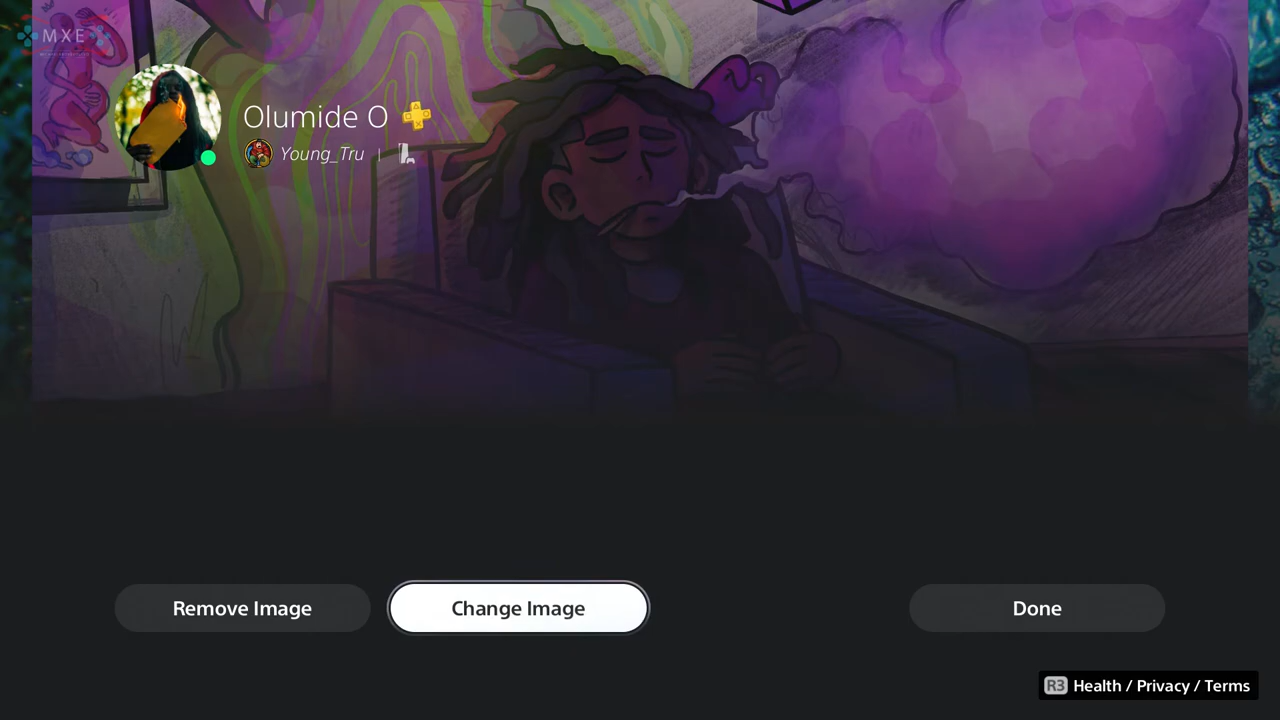 MXE
Olumide O
Young_Tru
Remove Image
Change Image
Done
R3 Health / Privacy / Terms